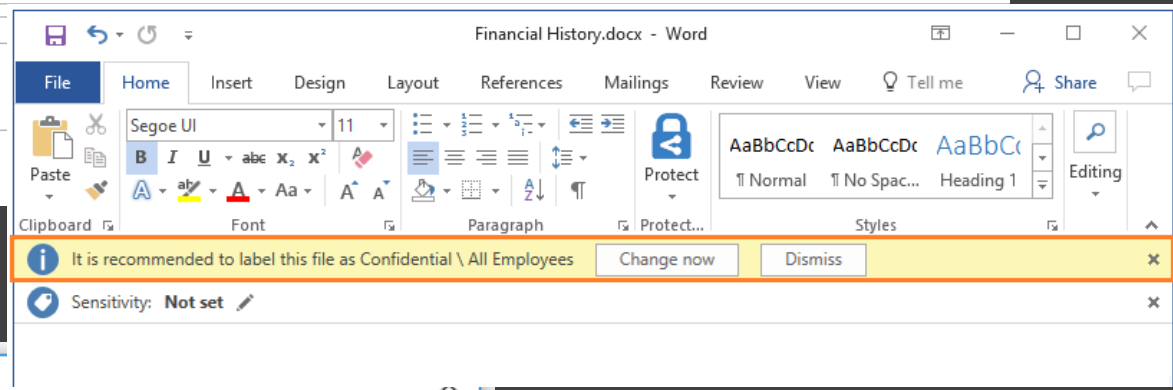 Financial History.docx - Word
File Home Insert Design Layout References Mailings Review View Tell me Share
Segoe UI 11
AaBbCcDc AaBbCcDc AaBbC
Paste B I U abc X₂ X² Protect ¶ Normal ¶ No Spac... Heading 1 Editing
A aby A Aa A A
Clipboard Font Paragraph Protect... Styles
It is recommended to label this file as Confidential \ All Employees Change now Dismiss
Sensitivity: Not set